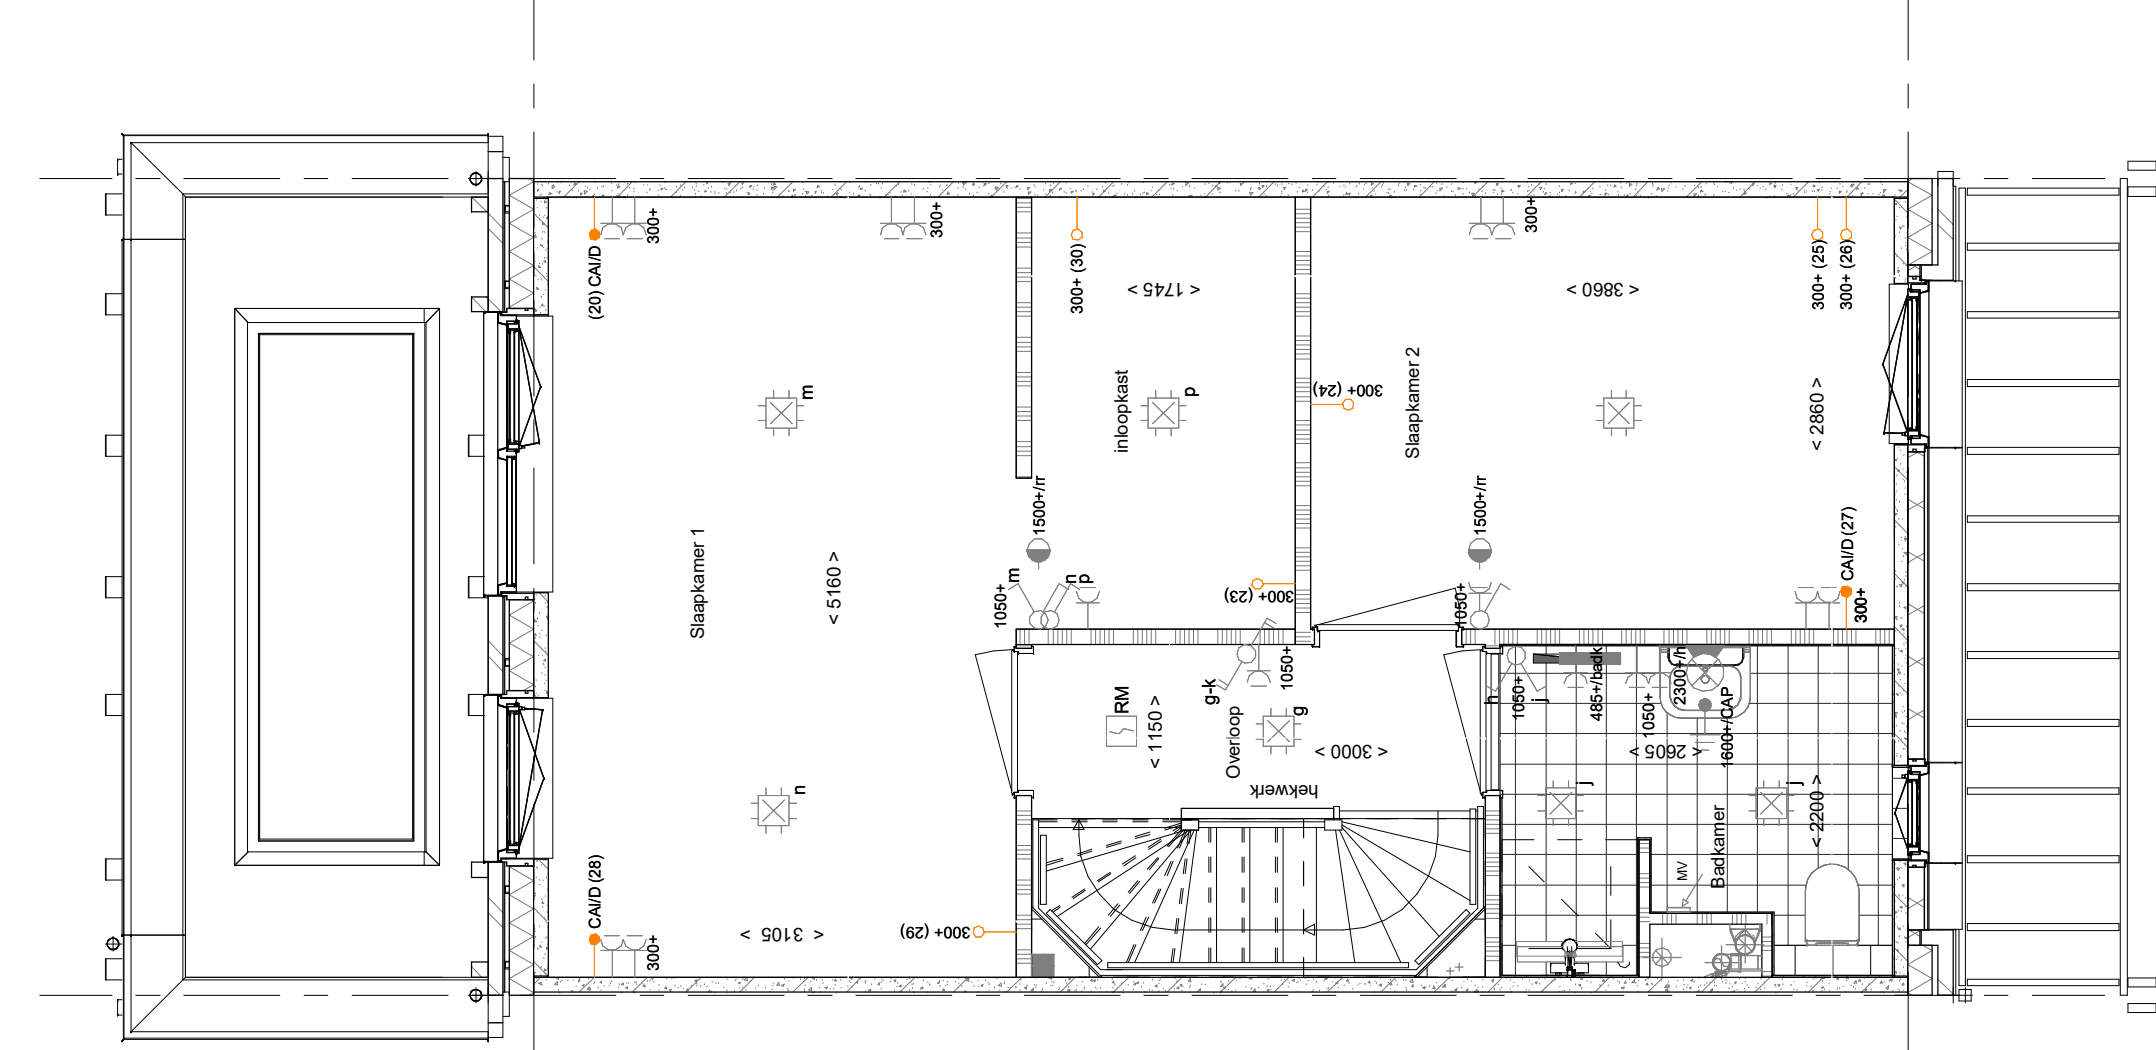 300+
300+
300+
(20) CAI/D
300+ (30)
300+ (25)
300+ (26)
< 1745 >
< 3860 >
m
inloopkast
p
300+ (24)
Slaapkamer 2
< 2860 >
1500+/rr
1500+/rr
CAI/D (27)
300+
Slaapkamer 1
< 5160 >
1050+
m
n
p
300+ (23)
1050+
1050+
g-k
RM
< 1150 >
Overloop
g
< 3000 >
hekwerk
h
1050+
j
485+/badk
1050+
2300+/h
1600+/CAP
< 2605 >
n
j
j
< 2200 >
Badkamer
MV
CAI/D (28)
300+
< 3105 >
300+ (29)